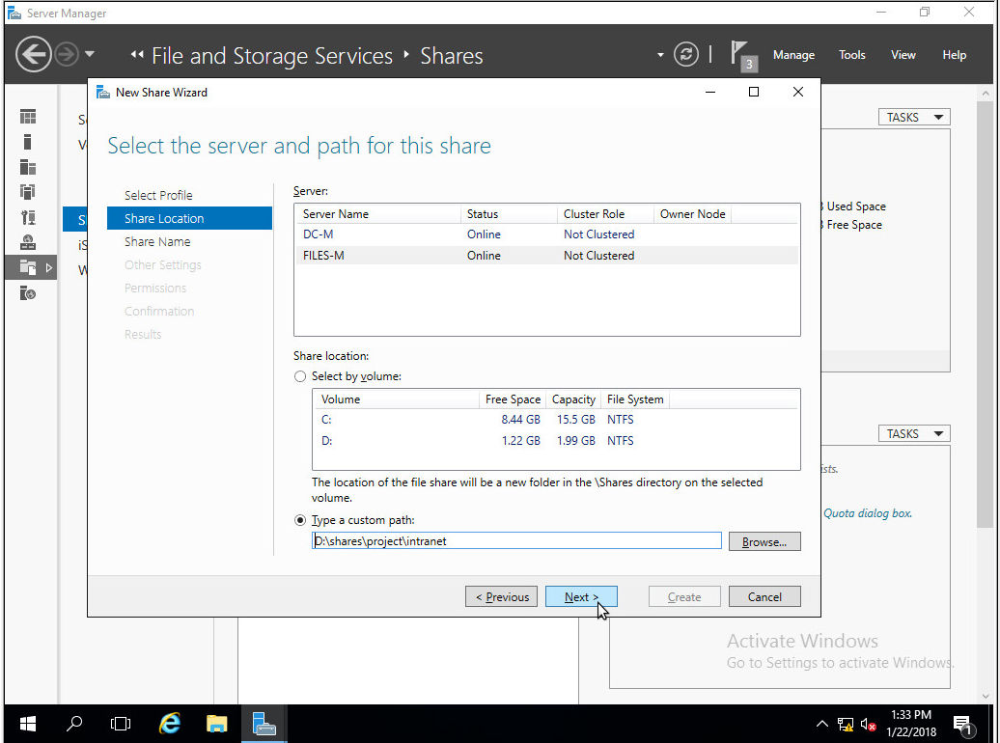 Server Manager
File and Storage Services
Shares
3
Manage
Tools
View
Help
New Share Wizard
TASKS
Select the server and path for this share
Select Profile
Share Location
Share Name
Other Settings
Permissions
Confirmation
Results
Server:
Server Name Status Cluster Role Owner Node
DC-M Online Not Clustered
FILES-M Online Not Clustered
Used Space
Free Space
Share location:
Select by volume:
Volume Free Space Capacity File System
C: 8.44 GB 15.5 GB NTFS
D: 1.22 GB 1.99 GB NTFS
The location of the file share will be a new folder in the \Shares directory on the selected
volume.
Type a custom path:
D:\shares\project\intranet
Browse...
TASKS
Quota dialog box.
< Previous
Next >
Create
Cancel
Activate Windows
Go to Settings to activate Windows.
1:33 PM
1/22/2018
1